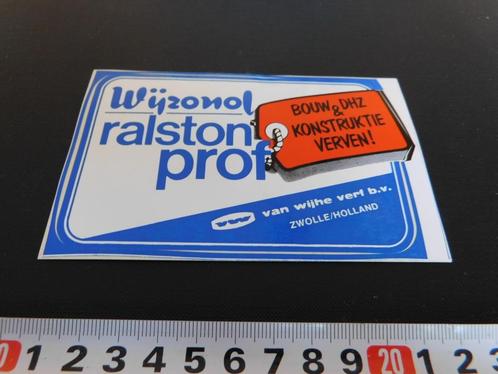 Wijzonol
ralston
prof
BOUW & DHZ
KONSTRUKTIE
VERVEN!
vww van wijhe verf b.v.
ZWOLLE/HOLLAND
0 1 2 3 4 5 6 7 8 9 20 1 2